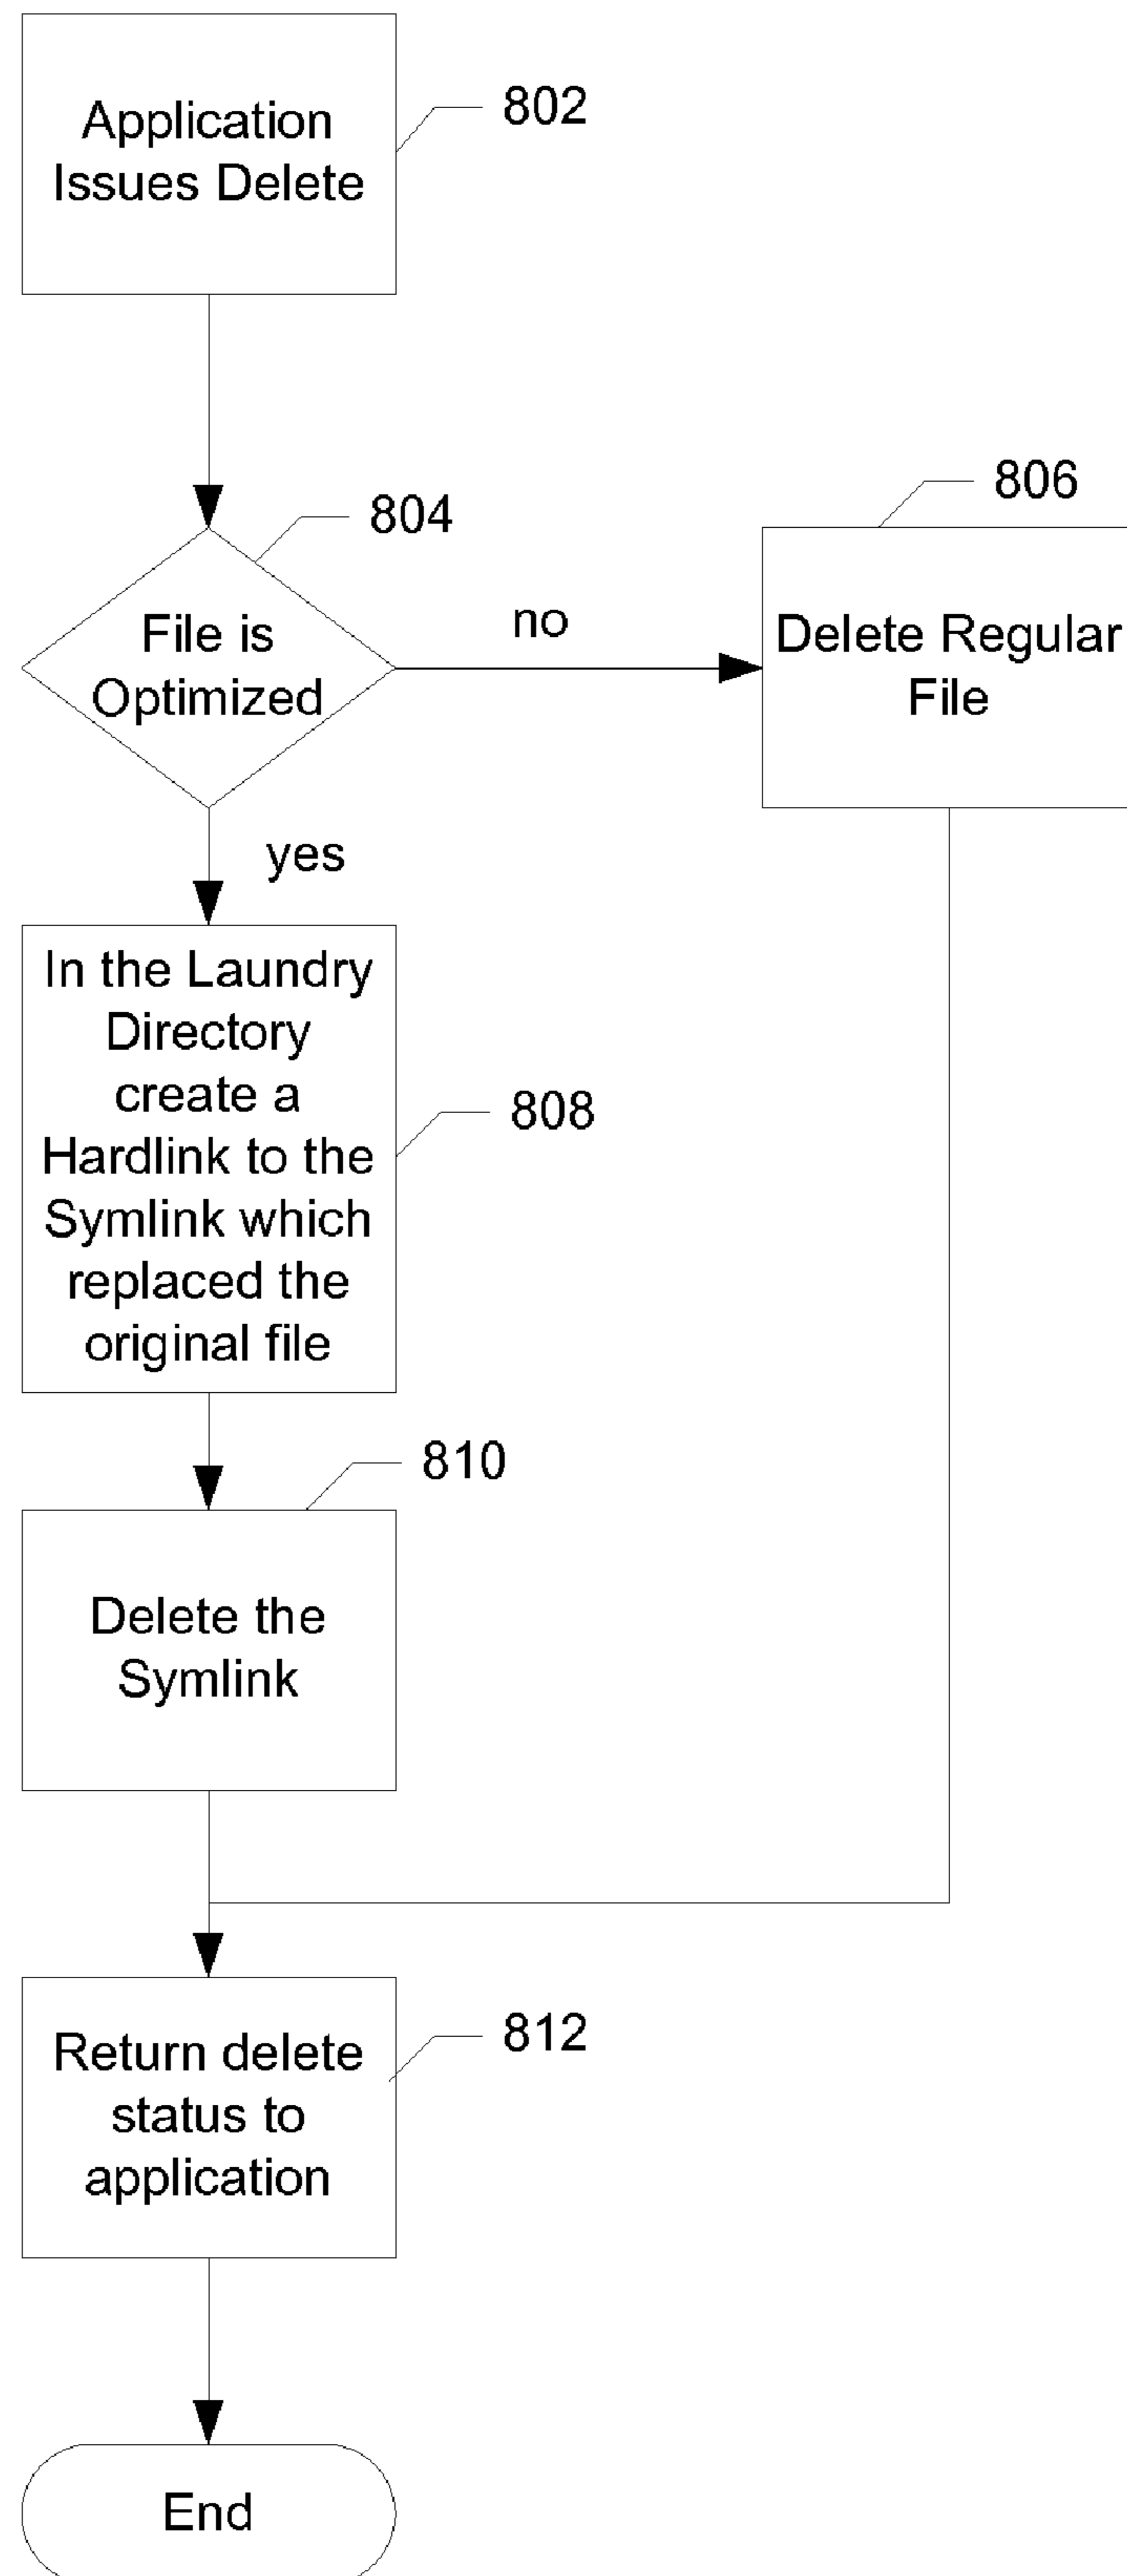 Application
Issues Delete
802
804
806
File is
Optimized
no
Delete Regular
File
yes
In the Laundry
Directory
create a
Hardlink to the
Symlink which
replaced the
original file
808
810
Delete the
Symlink
Return delete
status to
application
812
End